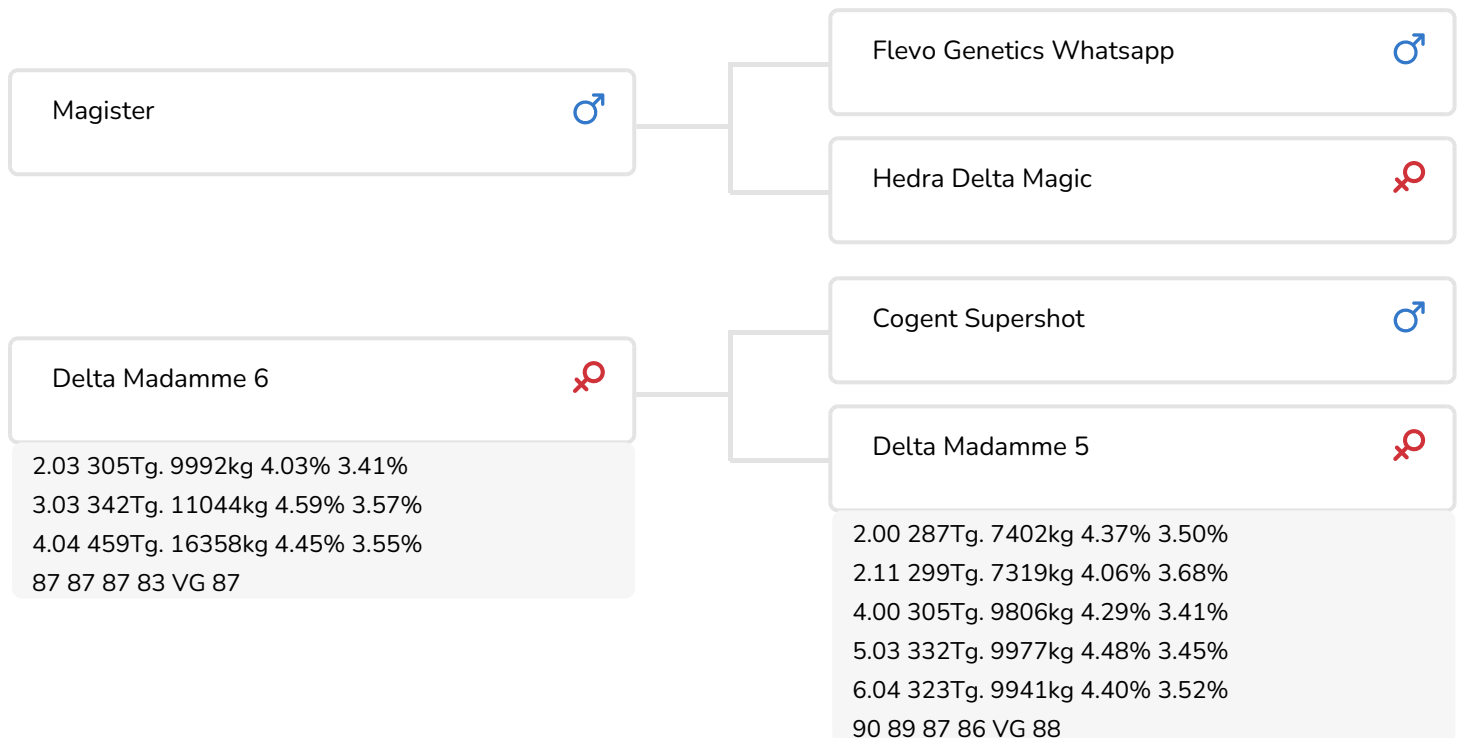 Magister
Delta Madamme 6
2.03 305Tg. 9992kg 4.03% 3.41%
3.03 342Tg. 11044kg 4.59% 3.57%
4.04 459Tg. 16358kg 4.45% 3.55%
87 87 87 83 VG 87
Flevo Genetics Whatsapp
Hedra Delta Magic
Cogent Supershot
Delta Madamme 5
2.00 287Tg. 7402kg 4.37% 3.50%
2.11 299Tg. 7319kg 4.06% 3.68%
4.00 305Tg. 9806kg 4.29% 3.41%
5.03 332Tg. 9977kg 4.48% 3.45%
6.04 323Tg. 9941kg 4.40% 3.52%
90 89 87 86 VG 88